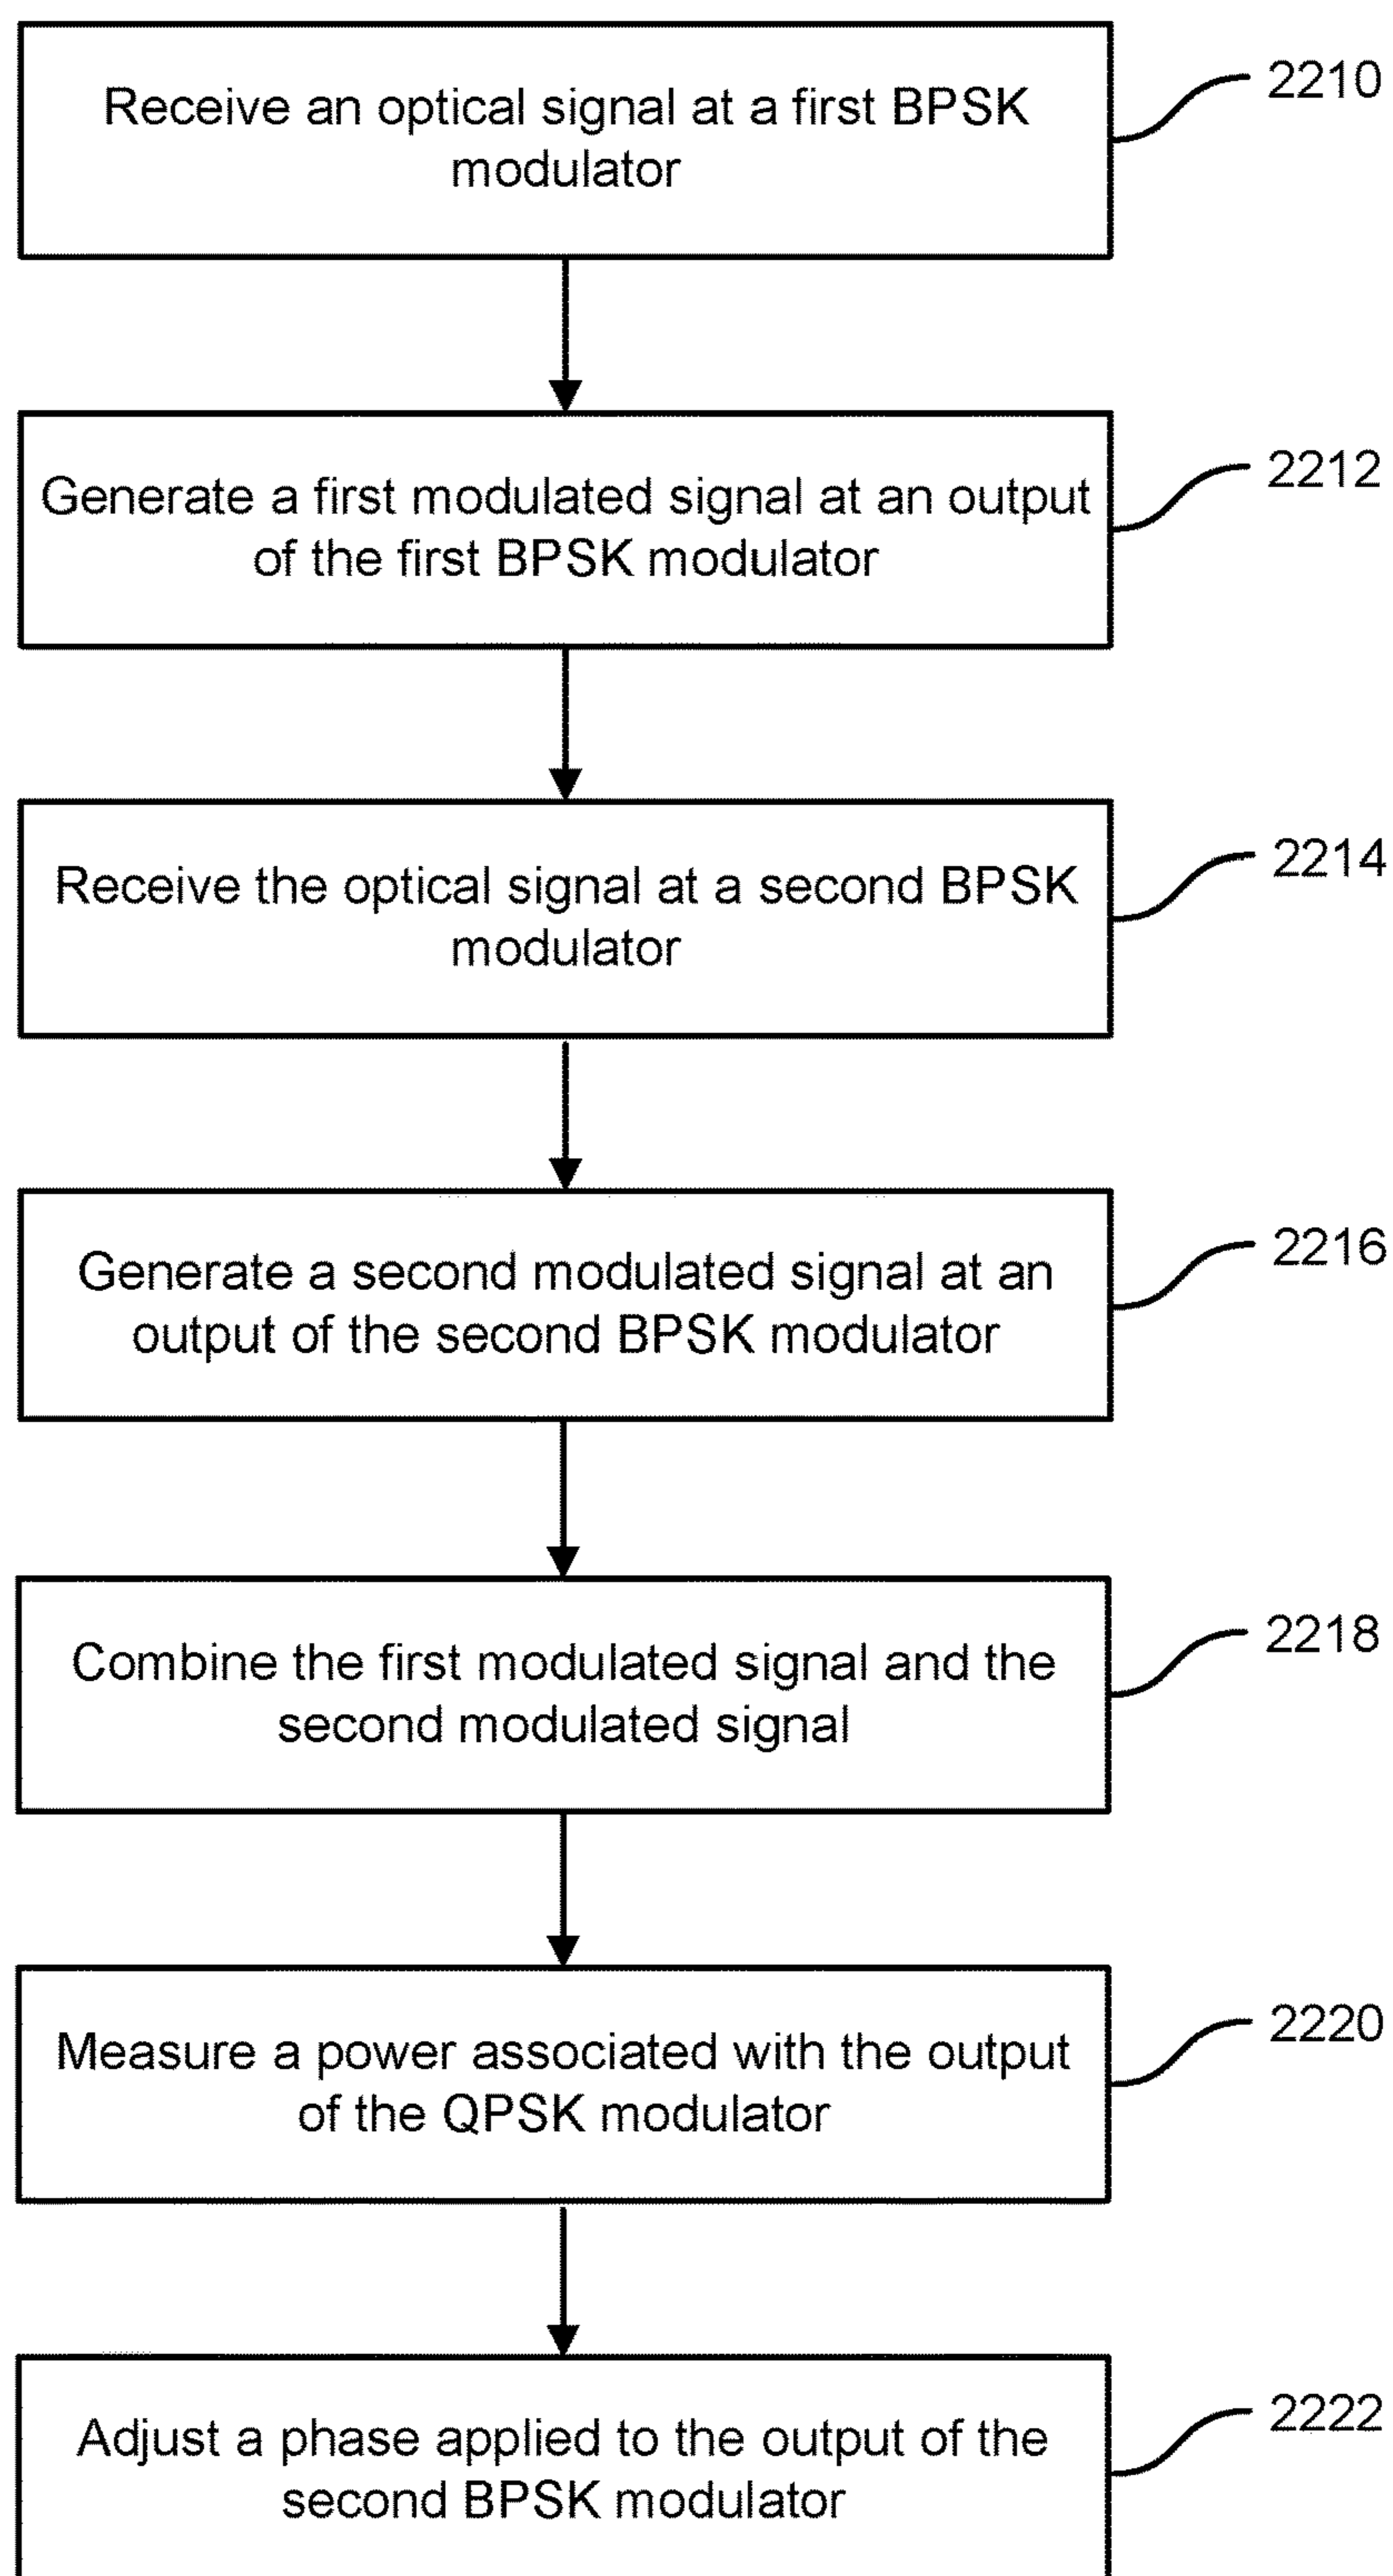 Receive an optical signal at a first BPSK
modulator
2210
Generate a first modulated signal at an output
of the first BPSK modulator
2212
Receive the optical signal at a second BPSK
modulator
2214
Generate a second modulated signal at an
output of the second BPSK modulator
2216
Combine the first modulated signal and the
second modulated signal
2218
Measure a power associated with the output
of the QPSK modulator
2220
Adjust a phase applied to the output of the
second BPSK modulator
2222